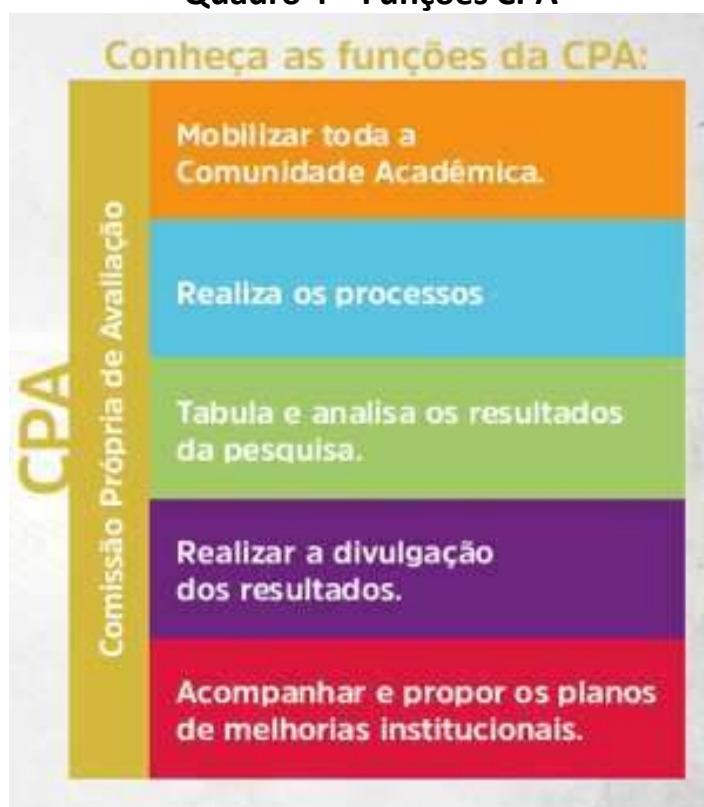 Conheça as funções da CPA:
CPA
Comissão Própria de Avaliação
Mobilizar toda a
Comunidade Acadêmica.
Realiza os processos
Tabula e analisa os resultados
da pesquisa.
Realizar a divulgação
dos resultados.
Acompanhar e propor os planos
de melhorias institucionais.